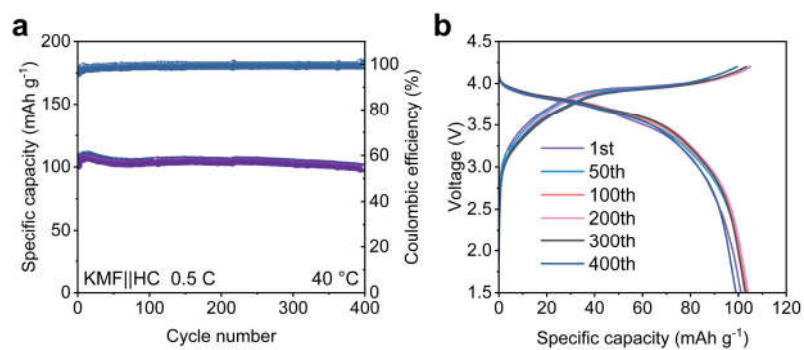 a
200
150
100
50
0
Specific capacity (mAh g⁻¹)
100
80
60
40
20
0
Coulombic efficiency (%)
KMF||HC 0.5 C 40 °C
0 100 200 300 400
Cycle number
b
4.5
4.0
3.5
3.0
2.5
2.0
1.5
Voltage (V)
1st
50th
100th
200th
300th
400th
0 20 40 60 80 100 120
Specific capacity (mAh g⁻¹)